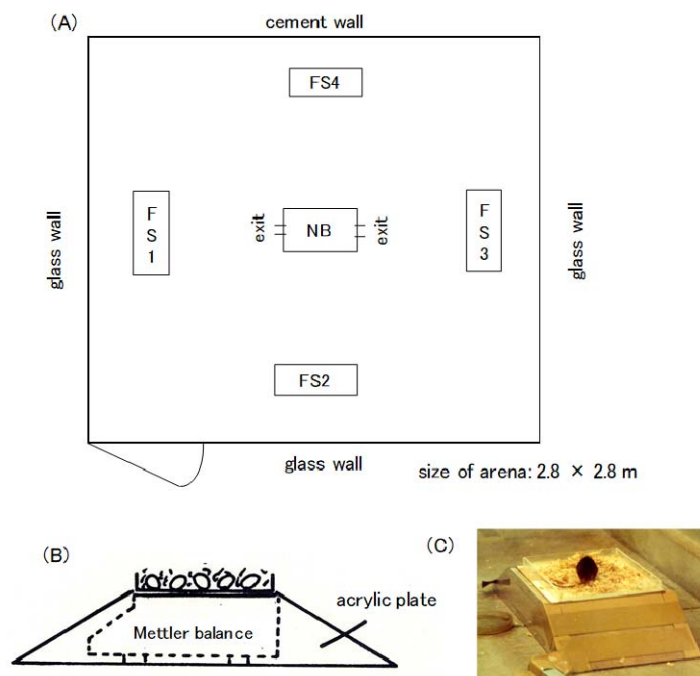 (A)
cement wall
FS4
glass wall
F
S
1
exit
NB
exit
F
S
3
glass wall
FS2
glass wall
size of arena: 2.8 × 2.8 m
(B)
Mettler balance
acrylic plate
(C)